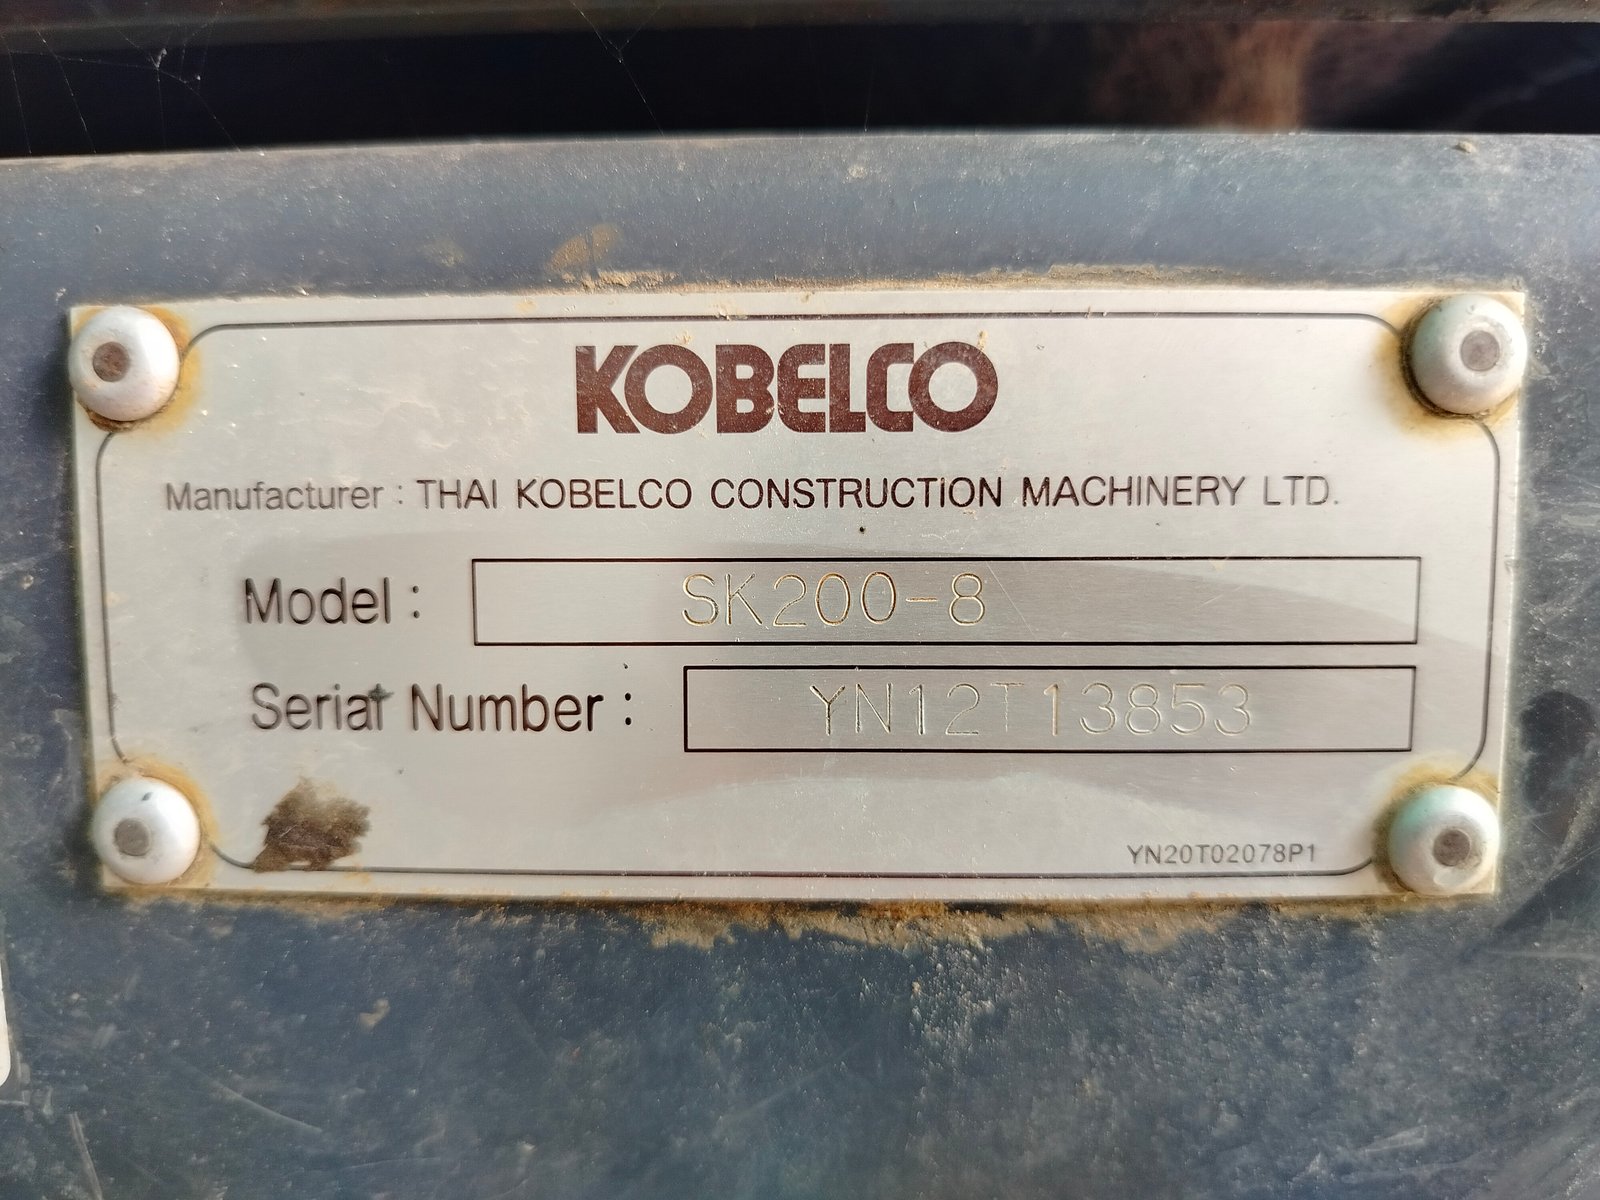 KOBELCO
Manufacturer : THAI KOBELCO CONSTRUCTION MACHINERY LTD.
Model : SK200-8
Serial Number : YN12T13853
YN20T02078P1